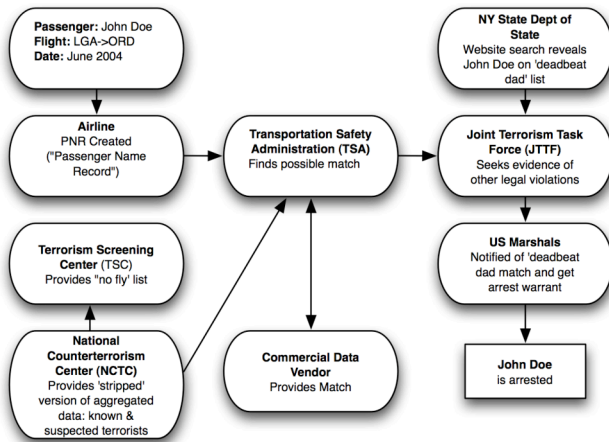 Passenger: John Doe
Flight: LGA->ORD
Date: June 2004
NY State Dept of
State
Website search reveals
John Doe on 'deadbeat
dad' list
Airline
PNR Created
("Passenger Name
Record")
Transportation Safety
Administration (TSA)
Finds possible match
Joint Terrorism Task
Force (JTTF)
Seeks evidence of
other legal violations
Terrorism Screening
Center (TSC)
Provides "no fly' list
US Marshals
Notified of 'deadbeat
dad match and get
arrest warrant
National
Counterterrorism
Center (NCTC)
Provides 'stripped'
version of aggregated
data: known &
suspected terrorists
Commercial Data
Vendor
Provides Match
John Doe
is arrested